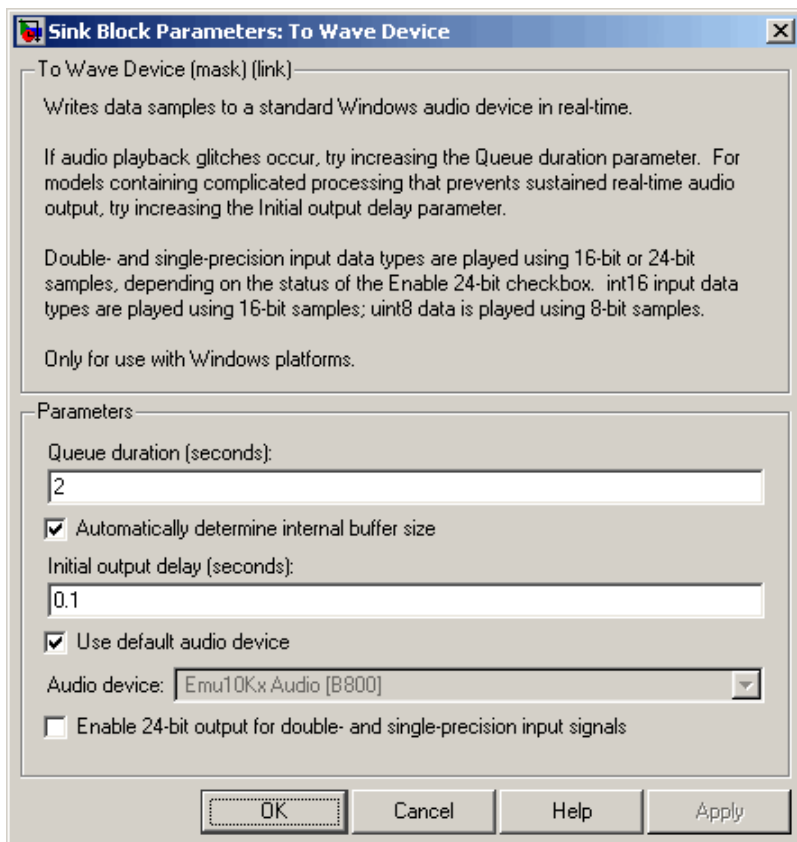 Sink Block Parameters: To Wave Device
To Wave Device (mask) (link)
Writes data samples to a standard Windows audio device in real-time.
If audio playback glitches occur, try increasing the Queue duration parameter.  For
models containing complicated processing that prevents sustained real-time audio
output, try increasing the Initial output delay parameter.
Double- and single-precision input data types are played using 16-bit or 24-bit
samples, depending on the status of the Enable 24-bit checkbox.  int16 input data
types are played using 16-bit samples; uint8 data is played using 8-bit samples.
Only for use with Windows platforms.
Parameters
Queue duration (seconds):
2
Automatically determine internal buffer size
Initial output delay (seconds):
0.1
Use default audio device
Audio device: Emu10Kx Audio [B800]
Enable 24-bit output for double- and single-precision input signals
OK Cancel Help Apply